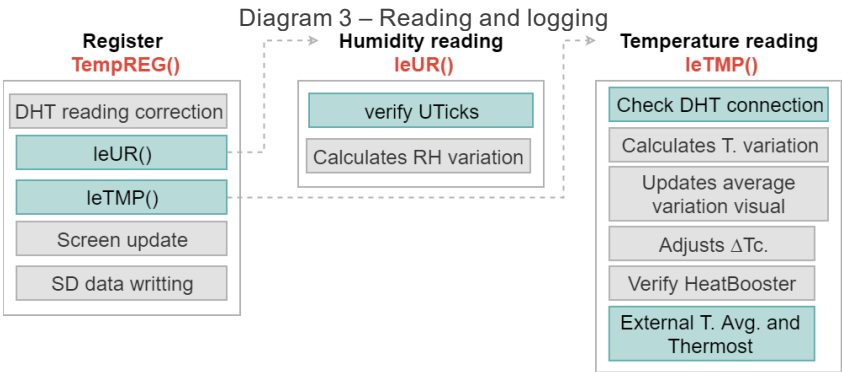 Diagram 3 – Reading and logging
Register
TempREG()
DHT reading correction
leUR()
leTMP()
Screen update
SD data writting
Humidity reading
leUR()
verify UTicks
Calculates RH variation
Temperature reading
leTMP()
Check DHT connection
Calculates T. variation
Updates average
variation visual
Adjusts ΔTc.
Verify HeatBooster
External T. Avg. and
Thermost